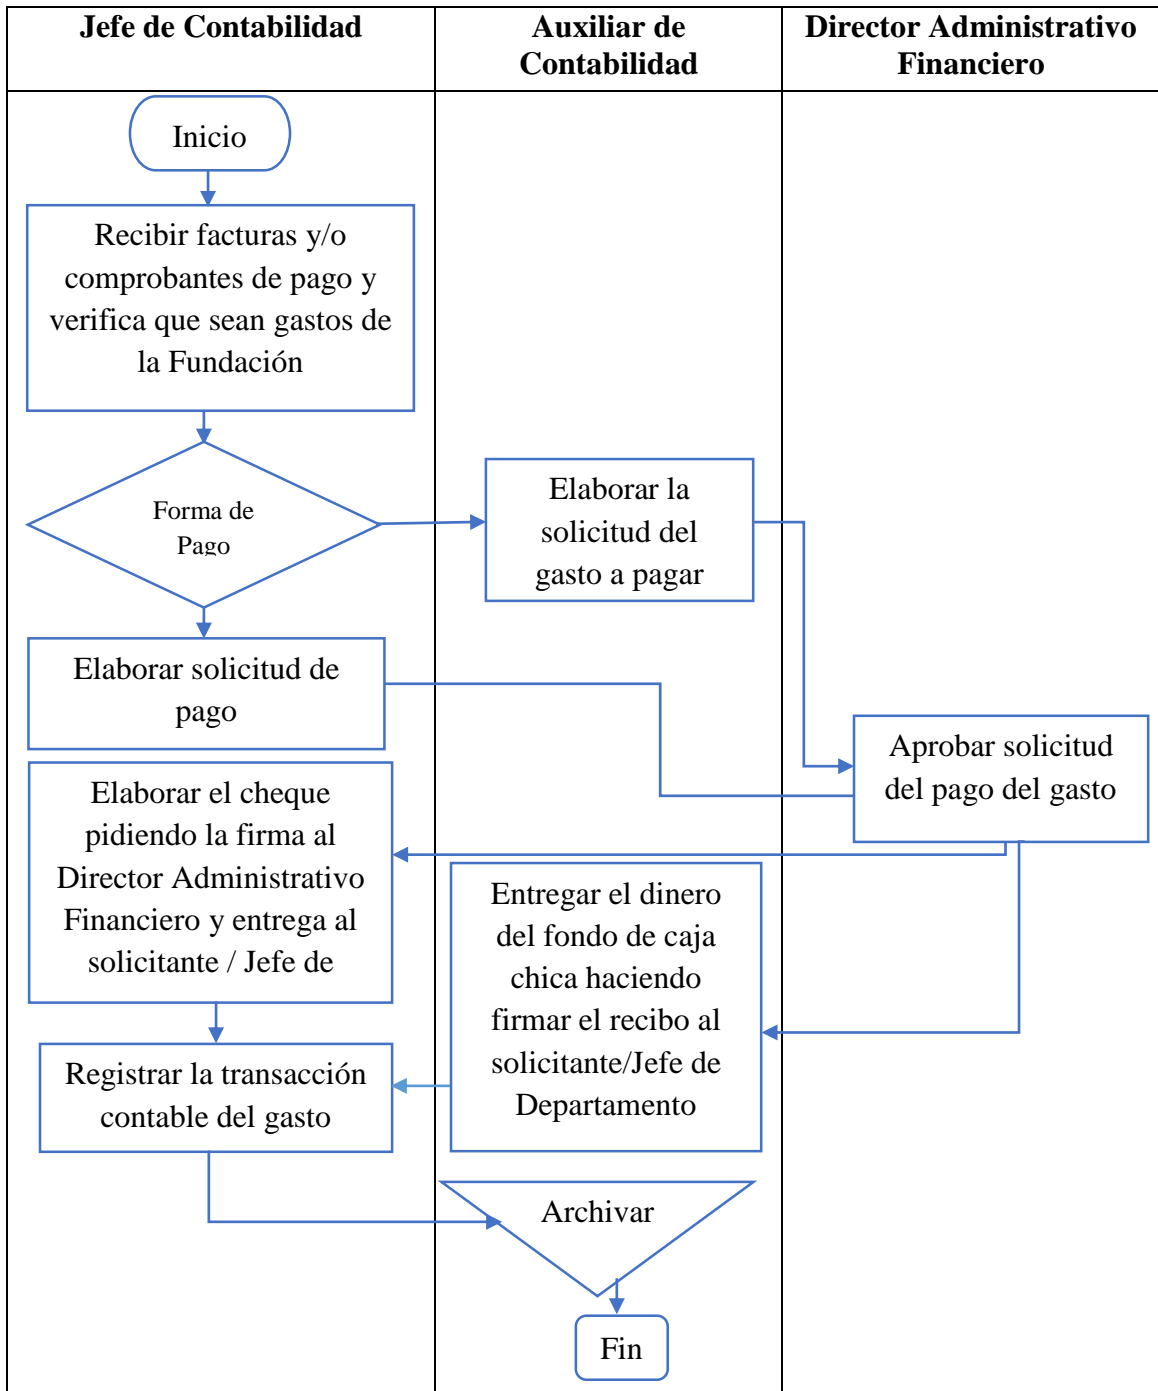 Jefe de Contabilidad
Auxiliar de
Contabilidad
Director Administrativo
Financiero
Inicio
Recibir facturas y/o
comprobantes de pago y
verifica que sean gastos de
la Fundación
Forma de
Pago
Elaborar la
solicitud del
gasto a pagar
Elaborar solicitud de
pago
Aprobar solicitud
del pago del gasto
Elaborar el cheque
pidiendo la firma al
Director Administrativo
Financiero y entrega al
solicitante / Jefe de
Entregar el dinero
del fondo de caja
chica haciendo
firmar el recibo al
solicitante/Jefe de
Departamento
Registrar la transacción
contable del gasto
Archivar
Fin